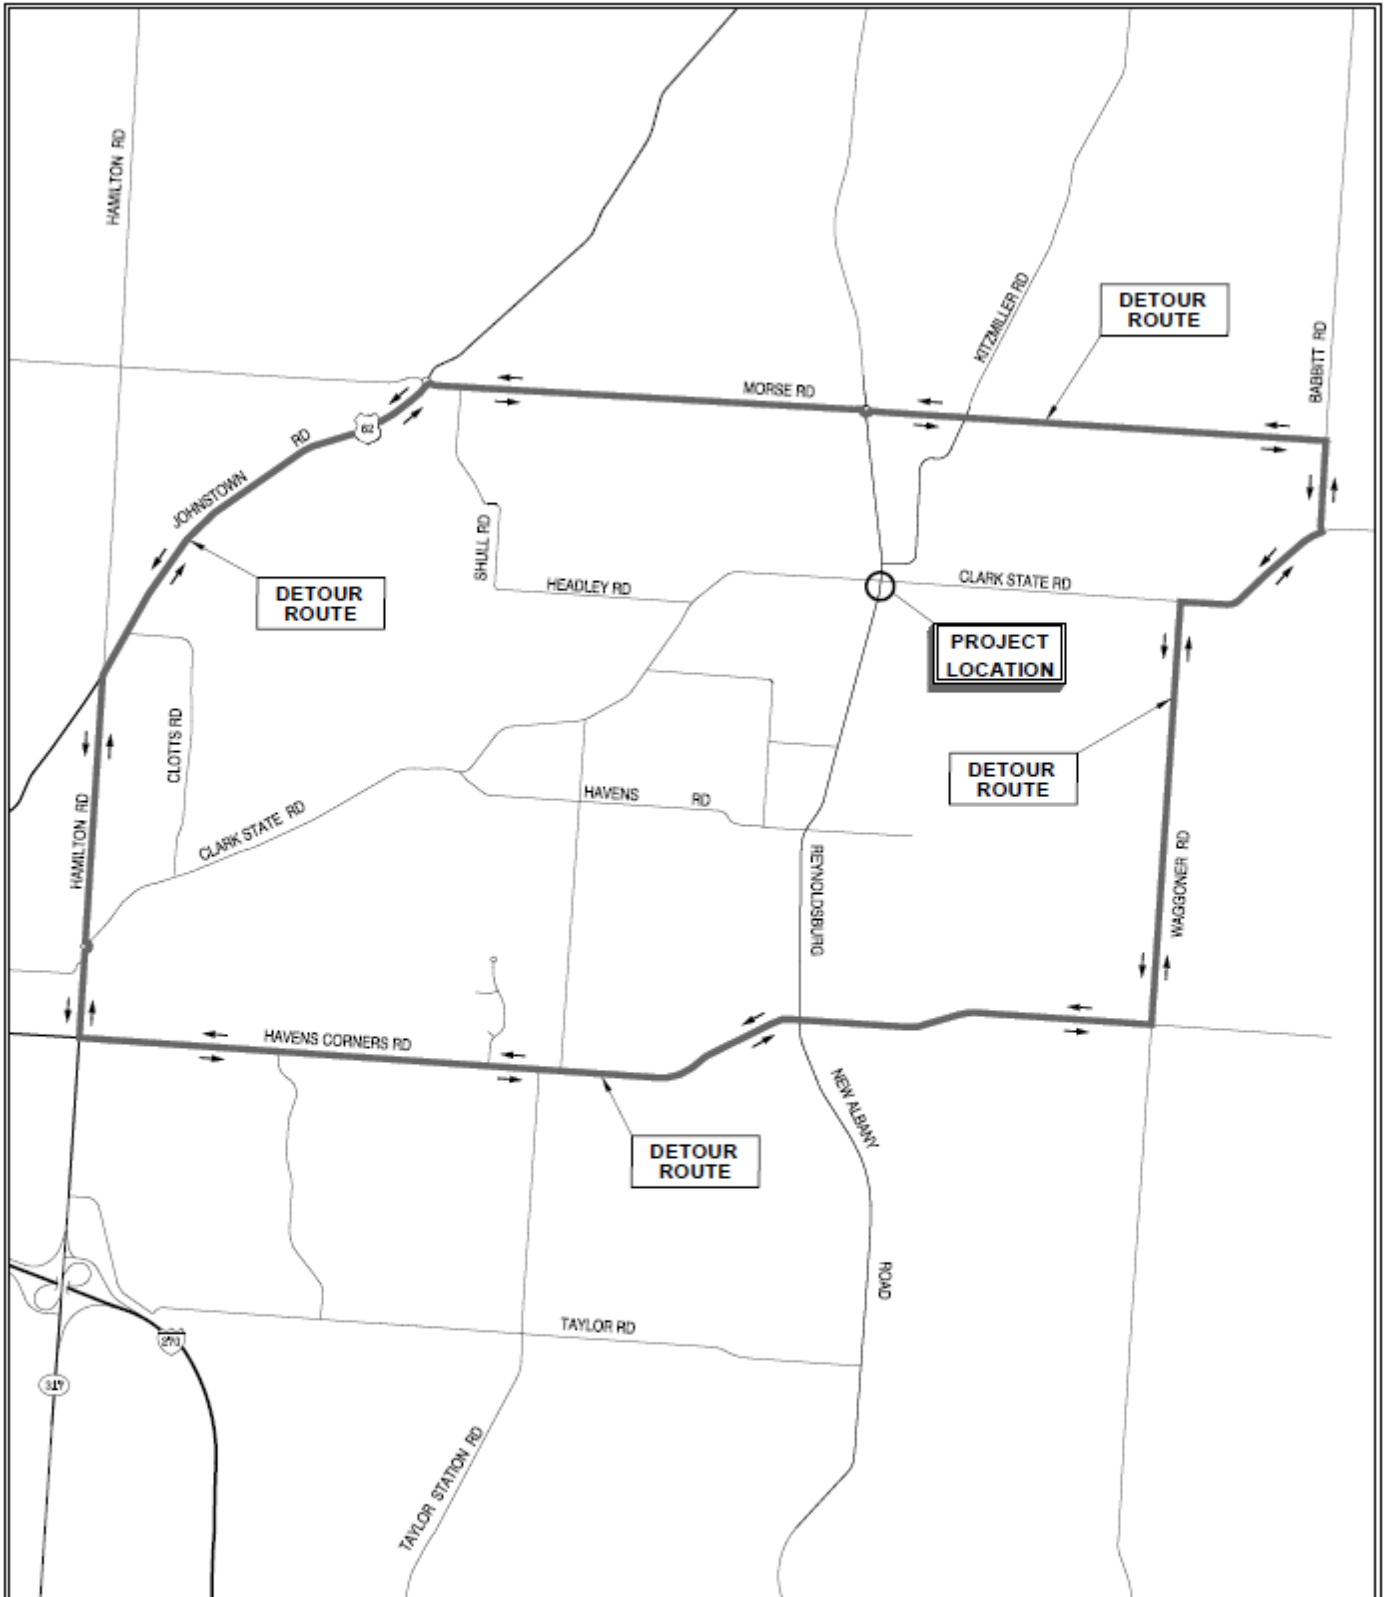 HAMILTON RD
KITZMILLER RD
DETOUR
ROUTE
BABBITT RD
MORSE RD
62
JOHNSTOWN RD
SHULL RD
HEADLEY RD
CLARK STATE RD
DETOUR
ROUTE
PROJECT
LOCATION
CLOTTS RD
DETOUR
ROUTE
HAVENS RD
HAMILTON RD
CLARK STATE RD
REYNOLDSBURG
WAGGONER RD
HAVENS CORNERS RD
NEW ALBANY
DETOUR
ROUTE
ROAD
TAYLOR RD
270
317
TAYLOR STATION RD